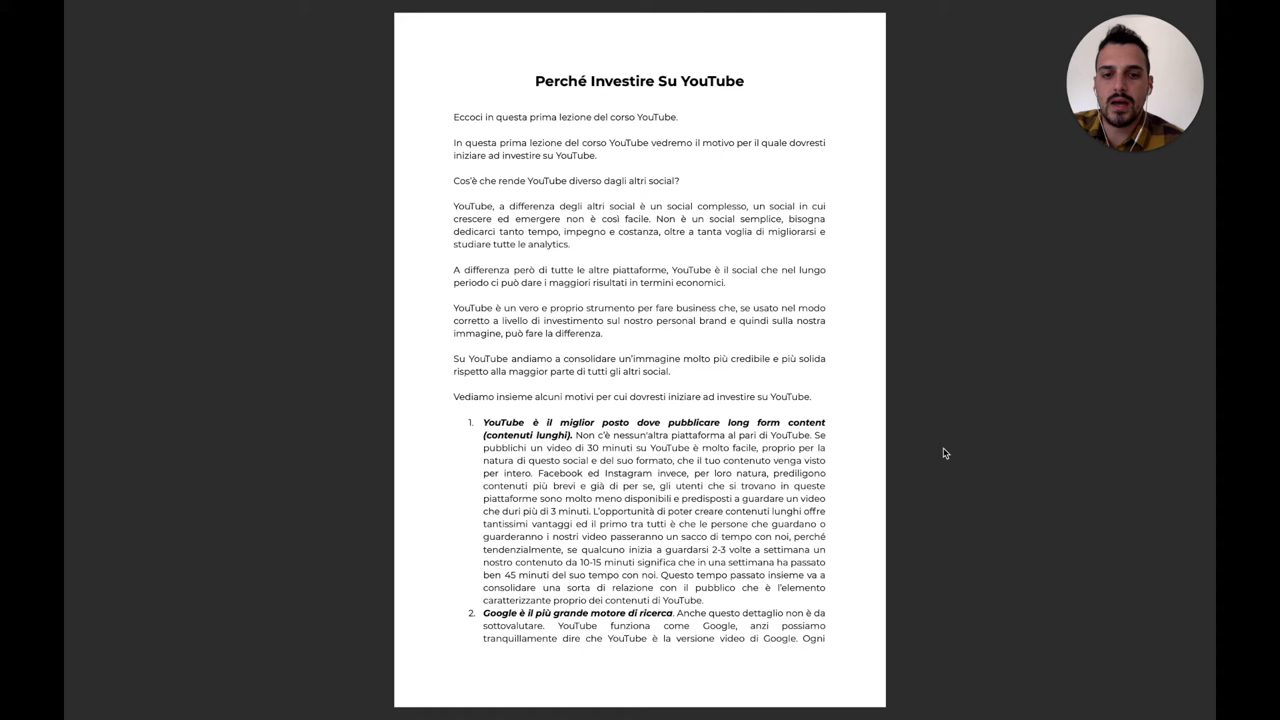 Perché Investire Su YouTube
Eccoci in questa prima lezione del corso YouTube.
In questa prima lezione del corso YouTube vedremo il motivo per il quale dovresti
iniziare ad investire su YouTube.
Cos'è che rende YouTube diverso dagli altri social?
YouTube, a differenza degli altri social è un social complesso, un social in cui
crescere ed emergere non è così facile. Non è un social semplice, bisogna
dedicarci tanto tempo, impegno e costanza, oltre a tanta voglia di migliorarsi e
studiare tutte le analytics.
A differenza però di tutte le altre piattaforme, YouTube è il social che nel lungo
periodo ci può dare i maggiori risultati in termini economici.
YouTube è un vero e proprio strumento per fare business che, se usato nel modo
corretto a livello di investimento sul nostro personal brand e quindi sulla nostra
immagine, può fare la differenza.
Su YouTube andiamo a consolidare un'immagine molto più credibile e più solida
rispetto alla maggior parte di tutti gli altri social.
Vediamo insieme alcuni motivi per cui dovresti iniziare ad investire su YouTube.
1. YouTube è il miglior posto dove pubblicare long form content
(contenuti lunghi). Non c'è nessun'altra piattaforma al pari di YouTube. Se
pubblichi un video di 30 minuti su YouTube è molto facile, proprio per la
natura di questo social e del suo formato, che il tuo contenuto venga visto
per intero. Facebook ed Instagram invece, per loro natura, prediligono
contenuti più brevi e già di per se, gli utenti che si trovano in queste
piattaforme sono molto meno disponibili e predisposti a guardare un video
che duri più di 3 minuti. L'opportunità di poter creare contenuti lunghi offre
tantissimi vantaggi ed il primo tra tutti è che le persone che guardano o
guarderanno i nostri video passeranno un sacco di tempo con noi, perché
tendenzialmente, se qualcuno inizia a guardarsi 2-3 volte a settimana un
nostro contenuto da 10-15 minuti significa che in una settimana ha passato
ben 45 minuti del suo tempo con noi. Questo tempo passato insieme va a
consolidare una sorta di relazione con il pubblico che è l'elemento
caratterizzante proprio dei contenuti di YouTube.
2. Google è il più grande motore di ricerca. Anche questo dettaglio non è da
sottovalutare. YouTube funziona come Google, anzi possiamo
tranquillamente dire che YouTube è la versione video di Google. Ogni